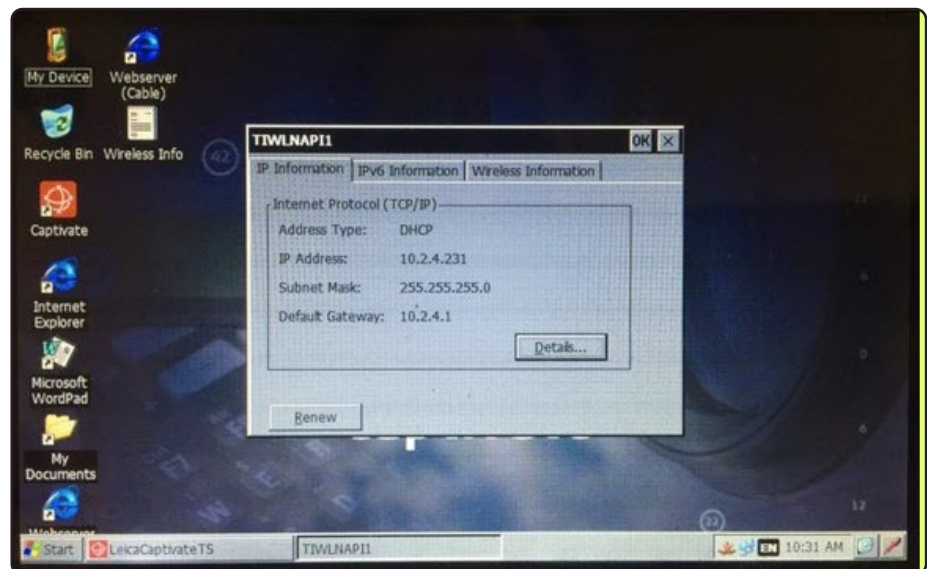 My Device
Webserver
(Cable)
Recycle Bin
Wireless Info
42
Captivate
Internet
Explorer
Microsoft
WordPad
My
Documents
TIWLNAPI1
OK
IP Information
IPv6 Information
Wireless Information
Internet Protocol (TCP/IP)
Address Type: DHCP
IP Address: 10.2.4.231
Subnet Mask: 255.255.255.0
Default Gateway: 10.2.4.1
Details...
Renew
22
12
Start
LeicaCaptivateTS
TIWLNAPI1
EN
10:31 AM